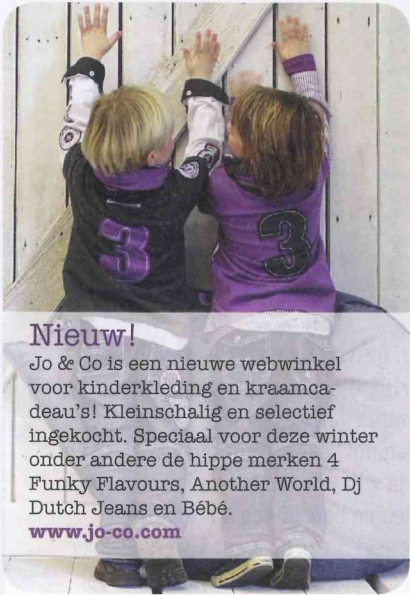 3
3
Nieuw!
Jo & Co is een nieuwe webwinkel
voor kinderkleding en kraamca-
deau's! Kleinschalig en selectief
ingekocht. Speciaal voor deze winter
onder andere de hippe merken 4
Funky Flavours, Another World, Dj
Dutch Jeans en Bébé.
www.jo-co.com